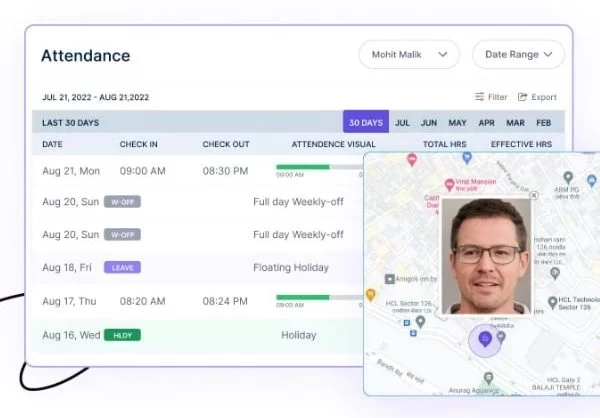 Attendance
Mohit Malik
Date Range
JUL 21, 2022 - AUG 21,2022
Filter
Export
LAST 30 DAYS
30 DAYS JUL JUN MAY APR MAR FEB
DATE CHECK IN CHECK OUT ATTENDENCE VISUAL TOTAL HRS EFFECTIVE HRS
Aug 21, Mon 09:00 AM 08:30 PM
09:00 AM
Aug 20, Sun W-OFF Full day Weekly-off
Aug 20, Sun W-OFF Full day Weekly-off
Aug 18, Fri LEAVE Floating Holiday
Aug 17, Thu 08:20 AM 08:24 PM
09:00 AM
Aug 16, Wed HLDY Holiday
Virat Mansion
ABM PG
Amigos Inn by
126 noida
HCL Sector 126
HCL Technolo
Sector 126
Bandh Rd
HCL Gate 2
BALAJI TEMPLE
Anurag Aggarwal